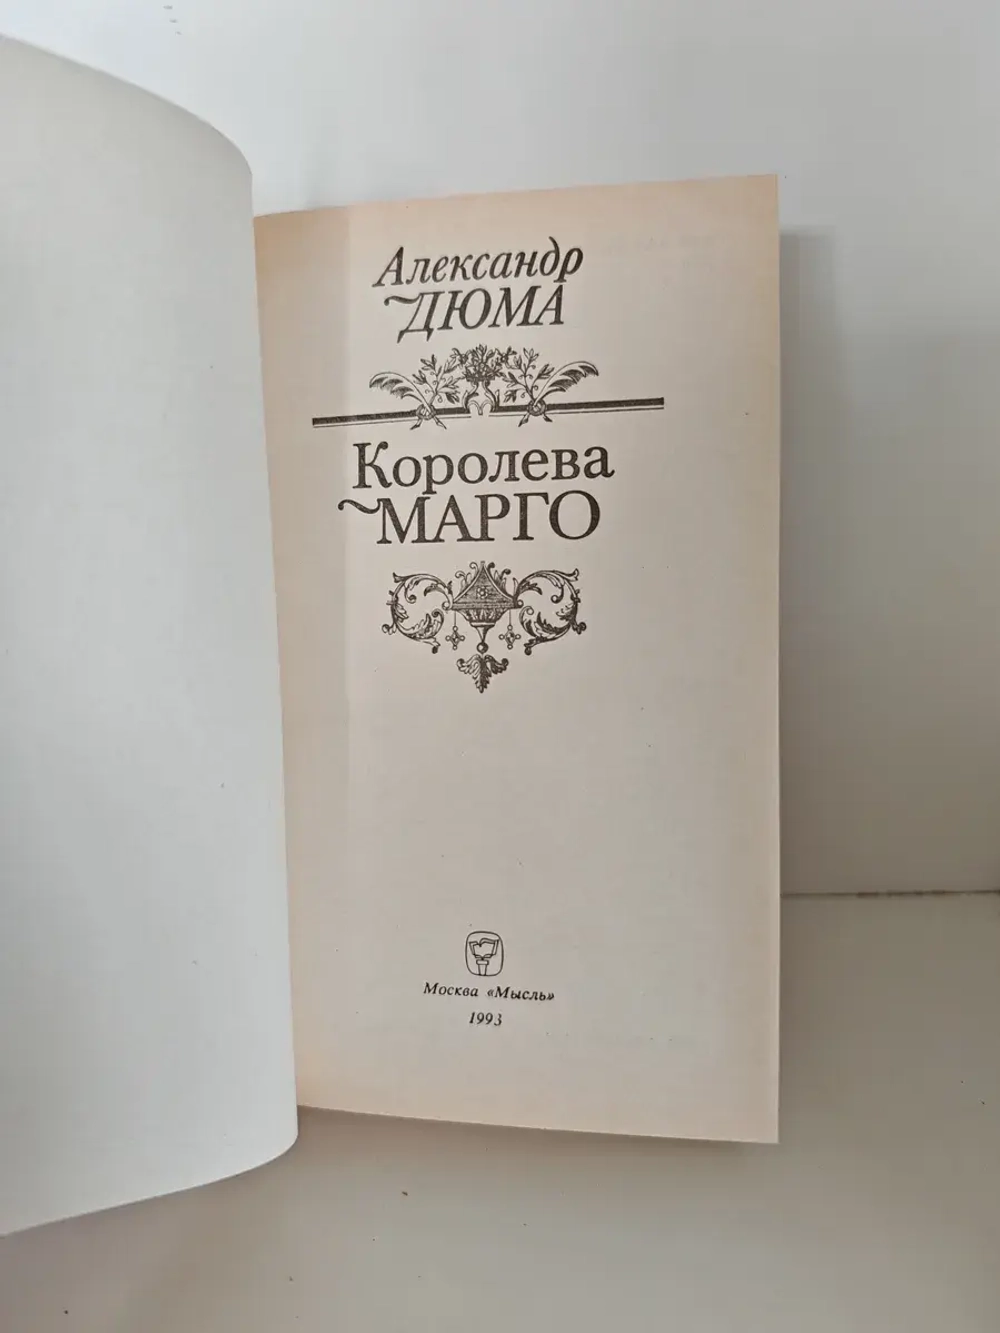 Александр
ДЮМА
Королева
МАРГО
Москва «Мысль»
1993